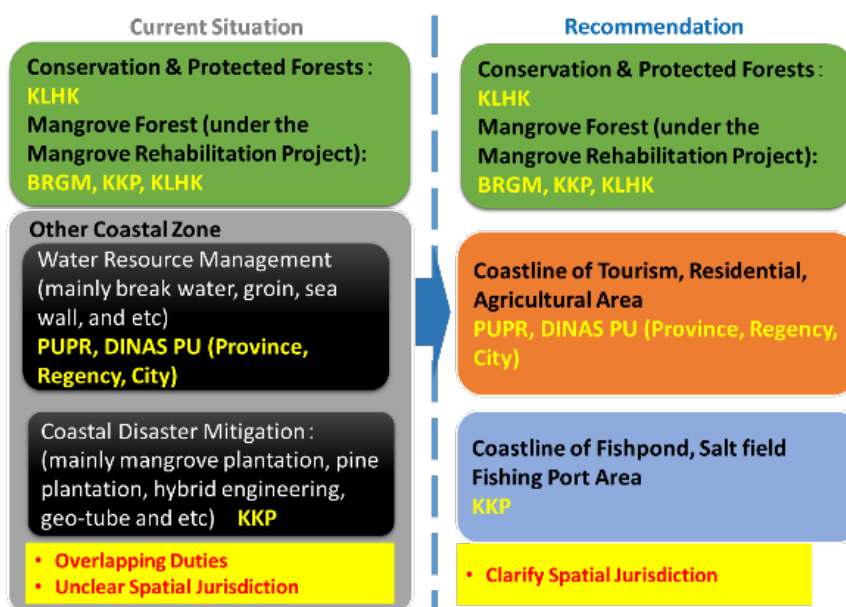 Current Situation
Conservation & Protected Forests :
KLHK
Mangrove Forest (under the
Mangrove Rehabilitation Project):
BRGM, KKP, KLHK
Other Coastal Zone
Water Resource Management
(mainly break water, groin, sea
wall, and etc)
PUPR, DINAS PU (Province,
Regency, City)
Coastal Disaster Mitigation :
(mainly mangrove plantation, pine
plantation, hybrid engineering,
geo-tube and etc) KKP
• Overlapping Duties
• Unclear Spatial Jurisdiction
Recommendation
Conservation & Protected Forests :
KLHK
Mangrove Forest (under the
Mangrove Rehabilitation Project):
BRGM, KKP, KLHK
Coastline of Tourism, Residential,
Agricultural Area
PUPR, DINAS PU (Province, Regency,
City)
Coastline of Fishpond, Salt field
Fishing Port Area
KKP
• Clarify Spatial Jurisdiction